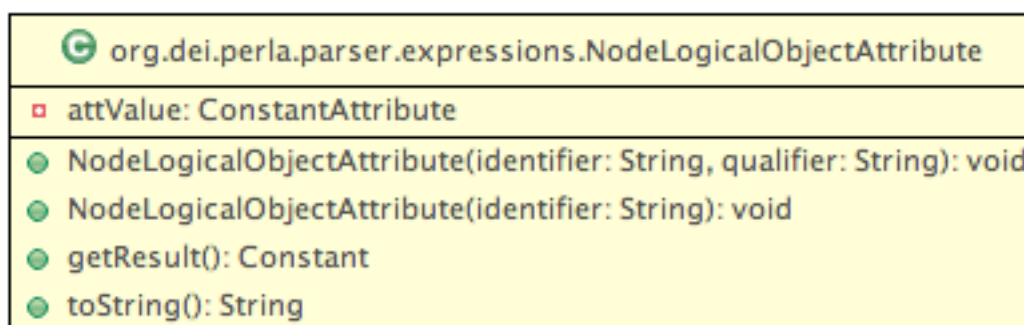 C org.dei.perla.parser.expressions.NodeLogicalObjectAttribute
attValue: ConstantAttribute
NodeLogicalObjectAttribute(identifier: String, qualifier: String): void
NodeLogicalObjectAttribute(identifier: String): void
getResult(): Constant
toString(): String